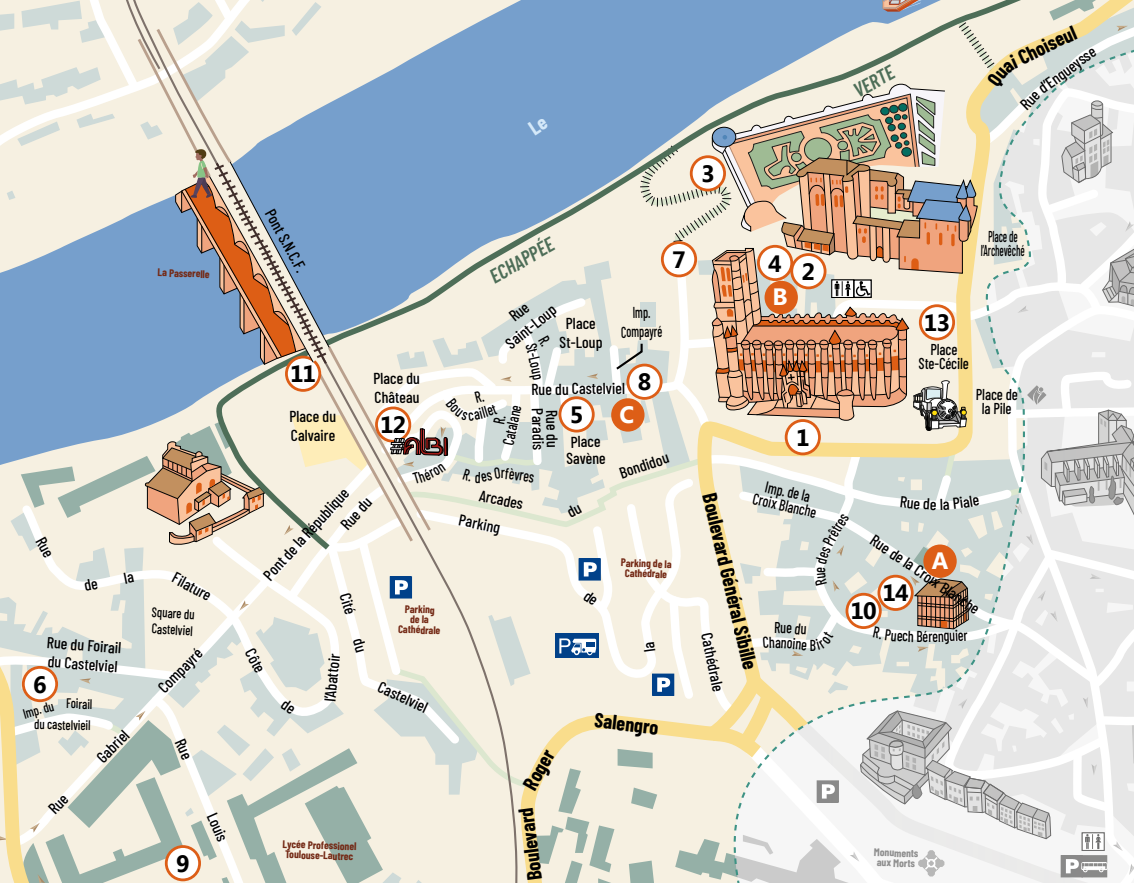 Quai Choiseul
Rue d'Engueysse
VERTE
Le
3
Pont S.N.C.F.
La Passerelle
ECHAPPÉE
7
4
2
B
Place de
l'Archevêché
13
Place
Ste-Cécile
Place de
la Pile
1
Rue
Saint-Loup
R.
St-Loup
Place
St-Loup
Imp.
Compayré
Rue du Castelviel
8
C
5
Place
Savène
Rue du
Paradis
R.
Catalane
R.
Bouscaillet
11
Place du
Château
12
#ALBI
Place du
Calvaire
Théron
Rue du
R. des Orfèvres
Arcades
du
Bondidou
Pont de la République
Parking
de
la
Cathédrale
P
Parking de la
Cathédrale
P
Parking
de la
Cathédrale
P
P
Boulevard Général Sibille
Imp. de la
Croix Blanche
Rue de la Piale
Rue des Prêtres
Rue de la Croix Blanche
A
14
10
Rue du
Chanoine Birot
R. Puech Bérenguier
Rue
de
la
Filature
Square du
Castelviel
Rue du Foirail
du Castelviel
6
Imp. du Foirail
du castelvieil
Rue
Gabriel
Compayré
Côte
de
l'Abattoir
Cité
du
Castelviel
Rue
Louis
9
Lycée Professionel
Toulouse-Lautrec
Boulevard
Roger
Salengro
P
Monuments
aux Morts
P